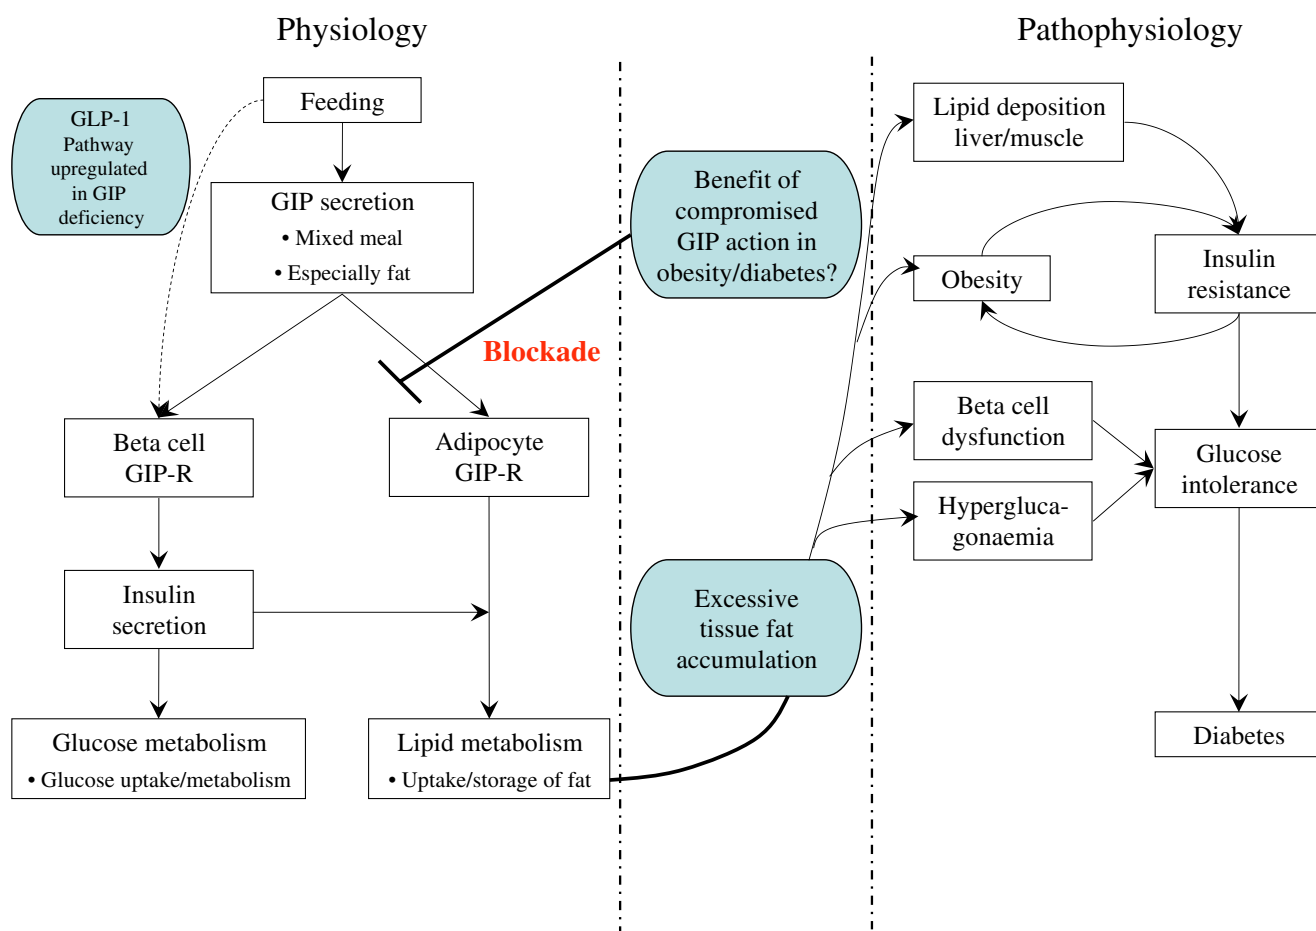 Physiology
Pathophysiology
Feeding
GLP-1
Pathway
upregulated
in GIP
deficiency
GIP secretion
• Mixed meal
• Especially fat
Benefit of
compromised
GIP action in
obesity/diabetes?
Blockade
Beta cell
GIP-R
Adipocyte
GIP-R
Insulin
secretion
Glucose metabolism
• Glucose uptake/metabolism
Lipid metabolism
• Uptake/storage of fat
Excessive
tissue fat
accumulation
Lipid deposition
liver/muscle
Obesity
Insulin
resistance
Beta cell
dysfunction
Hypergluca-
gonaemia
Glucose
intolerance
Diabetes